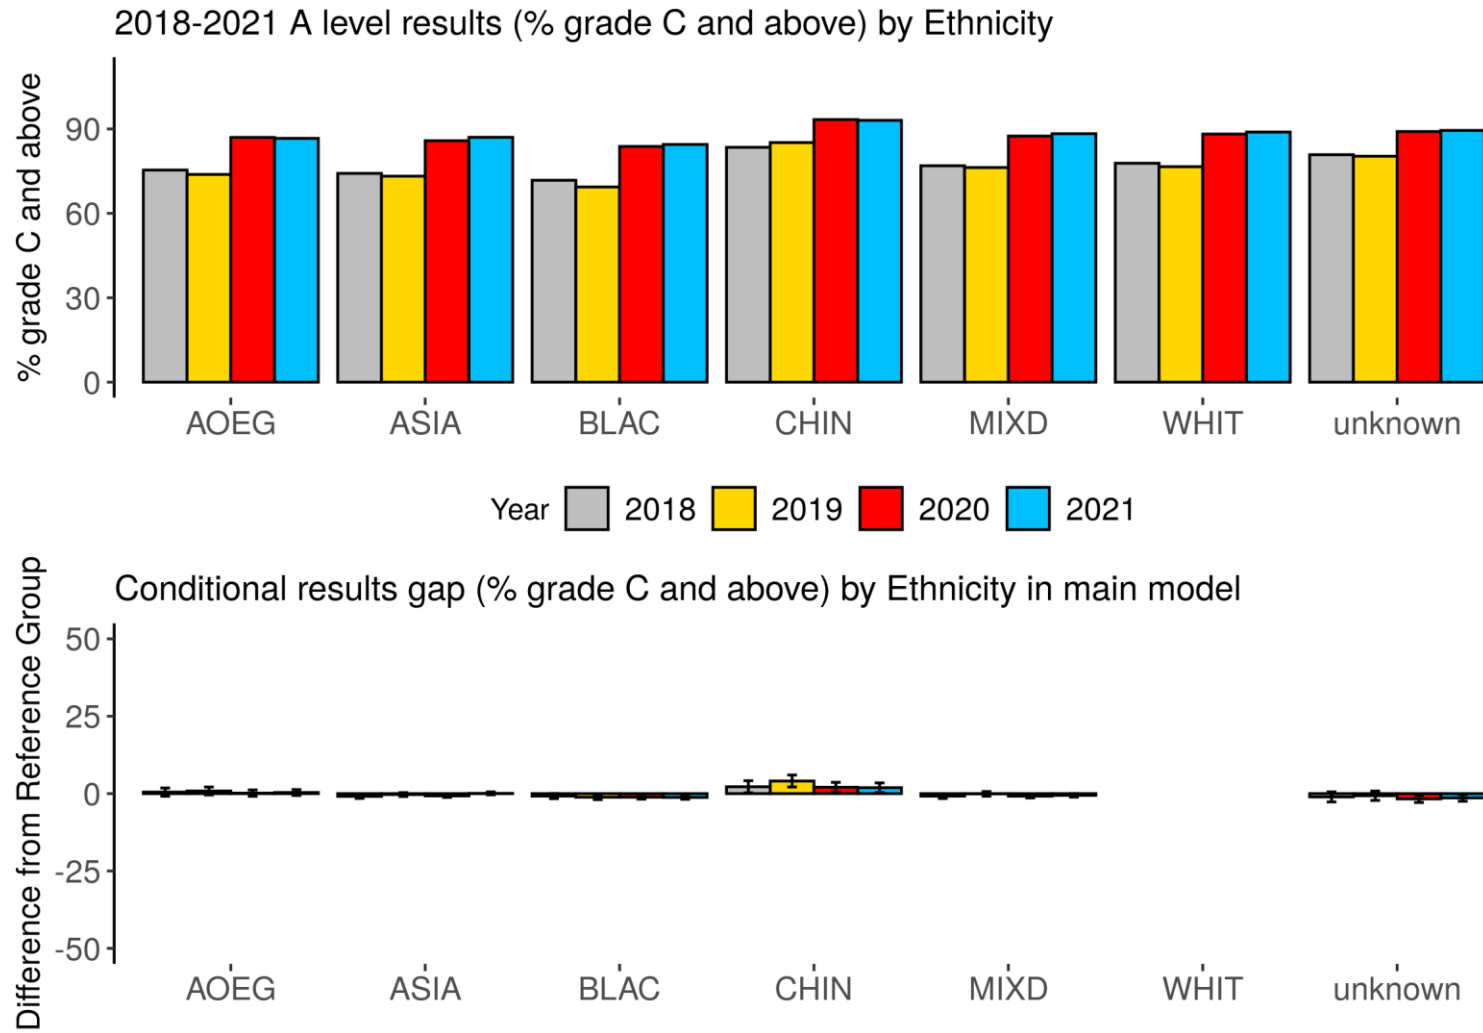 2018-2021 A level results (% grade C and above) by Ethnicity
% grade C and above
90
60
30
0
AOEG ASIA BLAC CHIN MIXD WHIT unknown
Year 2018 2019 2020 2021
Conditional results gap (% grade C and above) by Ethnicity in main model
Difference from Reference Group
50
25
0
-25
-50
AOEG ASIA BLAC CHIN MIXD WHIT unknown